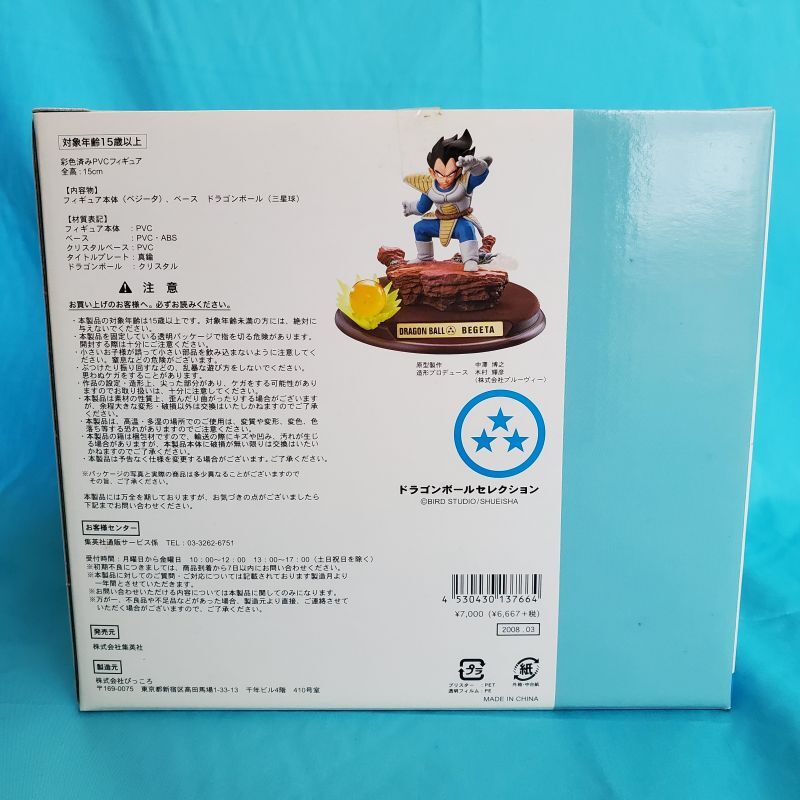 対象年齢15歳以上
彩色済みPVCフィギュア
全高:15cm
【内容物】
フィギュア本体(ベジータ)、ベース ドラゴンボール(三星球)
【材質表記】
フィギュア本体 :PVC
ベース :PVC・ABS
クリスタルベース:PVC
タイトルプレート:真鍮
ドラゴンボール :クリスタル
注 意
お買い上げのお客様へ。必ずお読みください。
・本製品の対象年齢は15歳以上です。対象年齢未満の方には、絶対に
与えないでください。
・本製品を固定している透明パッケージで指を切る危険があります。
開封する際は十分にご注意ください。
・小さいお子様が誤って小さい部品を飲み込まないように注意してく
ださい。窒息などの危険がございます。
・ぶつけたり振り回すなどの、乱暴な遊び方をしないでください。
思わぬケガをすることがあります。
・作品の設定・造形上、尖った部分があり、ケガをする可能性があり
ますのでお取り扱いは、十分に注意してください。
・本製品は素材の性質上、歪んだり曲がったりする場合がございます
が、余程大きな変形・破損以外は交換はいたしかねますのでご了承
ください。
・本製品は、高温・多湿の場所でのご使用は、変質や変形、変色、色
落ち等する恐れがありますのでご注意ください。
・本製品の箱は梱包材ですので、輸送の際にキズや凹み、汚れが生じ
る場合がありますが、本製品本体に破損が無い限りは交換はいたい
かねますのでご了承ください。
・本製品は予告なく仕様を変更する場合がございます。ご了承ください。
※パッケージの写真と実際の商品は多少異なることがございますので
その旨、ご了承ください。
本製品には万全を期しておりますが、お気づきの点がございましたら
下記までお問い合わせください。
お客様センター
集英社通販サービス係 TEL:03-3262-6751
受付時間:月曜日から金曜日 10:00〜12:00 13:00〜17:00(土日祝日を除く)
※初期不良につきましては、商品到着から7日以内にお問い合わせください。
※本製品に対してのご質問・ご対応については記載されております製造月より
一年間とさせていただきます。
※お問い合わせいただける内容については本製品に関してのみになります。
※万が一、不良品や不足品などがあった場合、製造元より直接、ご連絡させて
いただく場合がございますので、ご了承ください。
発売元
株式会社集英社
製造元
株式会社ぴっころ
〒169-0075 東京都新宿区高田馬場1-33-13 千年ビル4階 410号室
DRAGON BALL BEGETA
原型製作 中澤 博之
造形プロデュース 木村 輝彦
(株式会社ブルーヴィー)
ドラゴンボールセレクション
©BIRD STUDIO/SHUEISHA
4 530430 137664
¥7,000 (¥6,667+税)
2008.03
プラ
ブリスター :PET
透明フィルム:PE
紙
外箱・中台紙
MADE IN CHINA